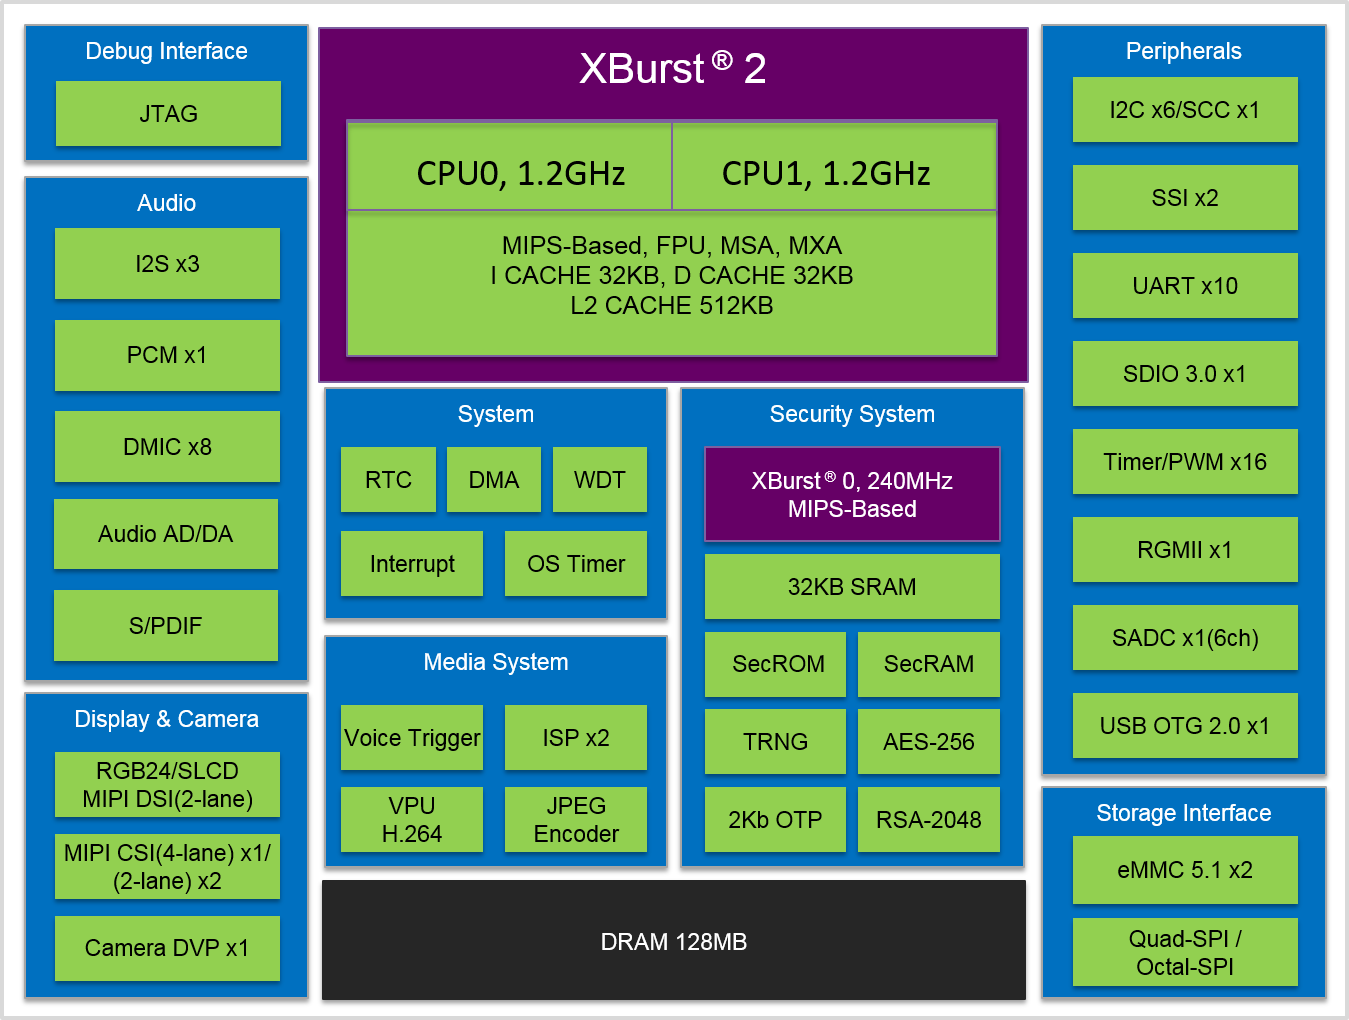 Debug Interface
JTAG
Audio
I2S x3
PCM x1
DMIC x8
Audio AD/DA
S/PDIF
Display & Camera
RGB24/SLCD
MIPI DSI(2-lane)
MIPI CSI(4-lane) x1/
(2-lane) x2
Camera DVP x1
XBurst® 2
CPU0, 1.2GHz
CPU1, 1.2GHz
MIPS-Based, FPU, MSA, MXA
I CACHE 32KB, D CACHE 32KB
L2 CACHE 512KB
System
RTC
DMA
WDT
Interrupt
OS Timer
Media System
Voice Trigger
ISP x2
VPU
H.264
JPEG
Encoder
Security System
XBurst® 0, 240MHz
MIPS-Based
32KB SRAM
SecROM
SecRAM
TRNG
AES-256
2Kb OTP
RSA-2048
DRAM 128MB
Peripherals
I2C x6/SCC x1
SSI x2
UART x10
SDIO 3.0 x1
Timer/PWM x16
RGMII x1
SADC x1(6ch)
USB OTG 2.0 x1
Storage Interface
eMMC 5.1 x2
Quad-SPI /
Octal-SPI